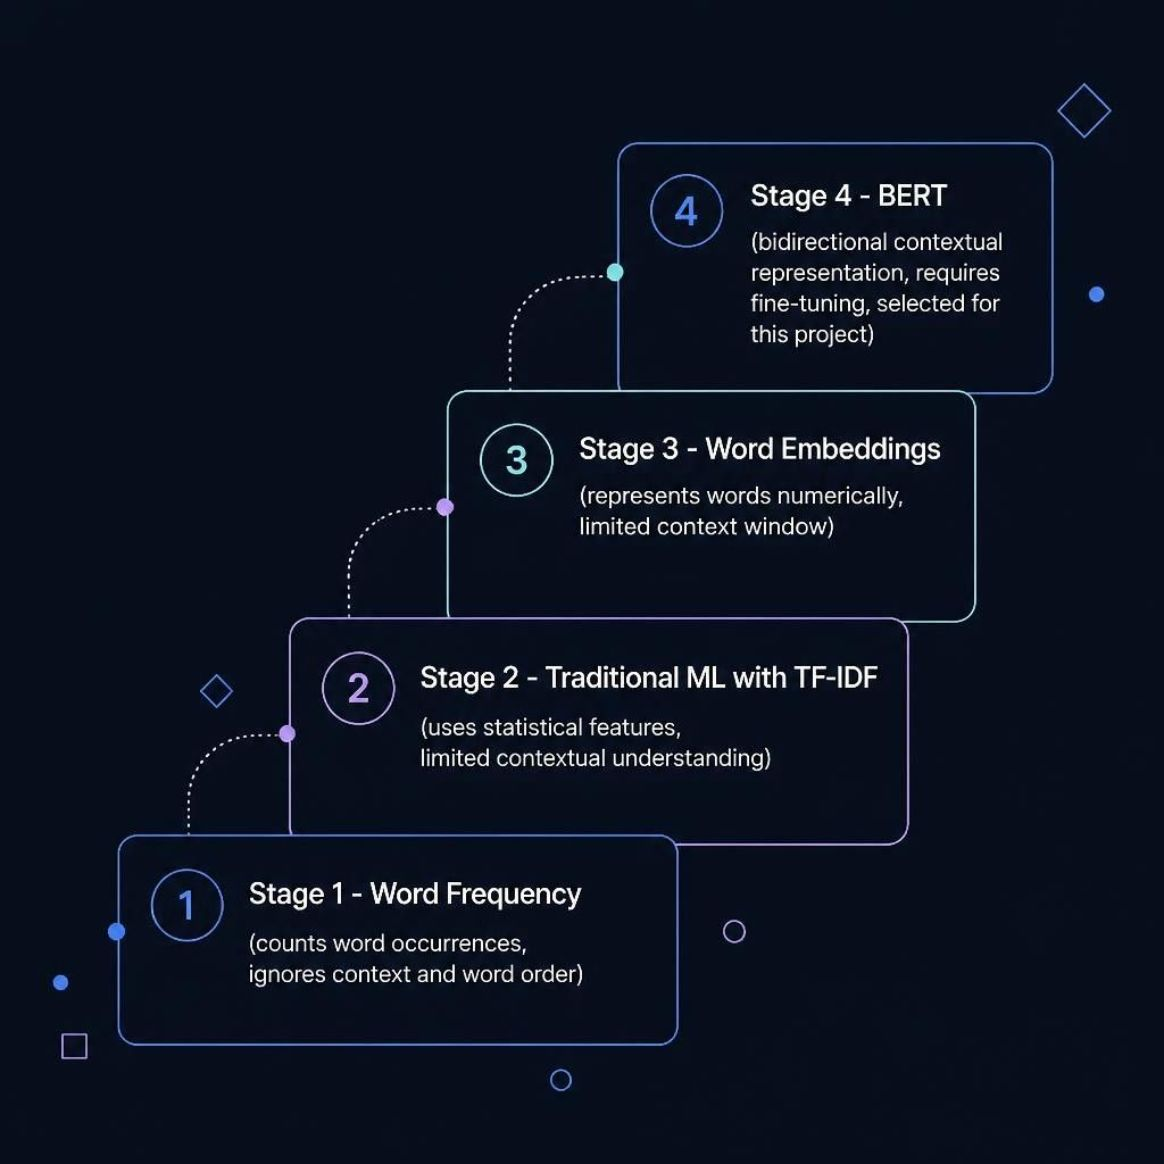 4
Stage 4 - BERT
(bidirectional contextual
representation, requires
fine-tuning, selected for
this project)
3
Stage 3 - Word Embeddings
(represents words numerically,
limited context window)
2
Stage 2 - Traditional ML with TF-IDF
(uses statistical features,
limited contextual understanding)
1
Stage 1 - Word Frequency
(counts word occurrences,
ignores context and word order)